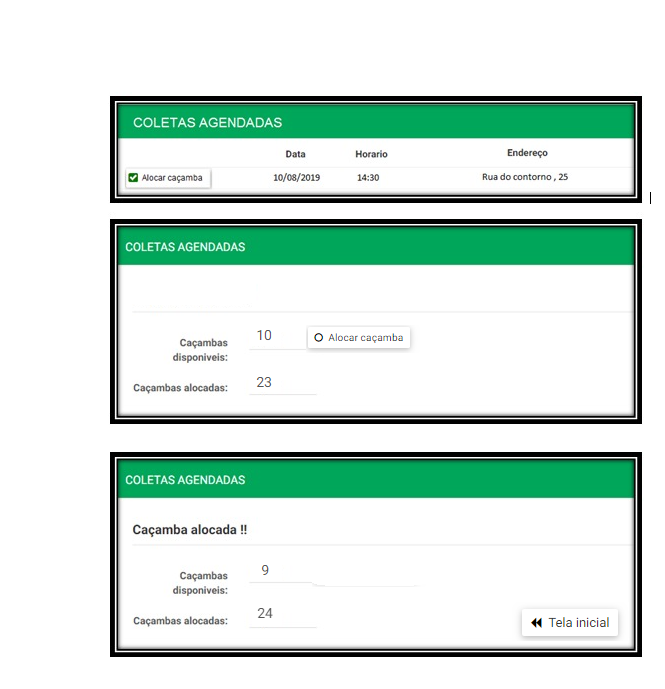 COLETAS AGENDADAS
Data Horario Endereço
Alocar caçamba 10/08/2019 14:30 Rua do contorno , 25
COLETAS AGENDADAS
Caçambas disponiveis: 10 Alocar caçamba
Caçambas alocadas: 23
COLETAS AGENDADAS
Caçamba alocada !!
Caçambas disponiveis: 9
Caçambas alocadas: 24
Tela inicial